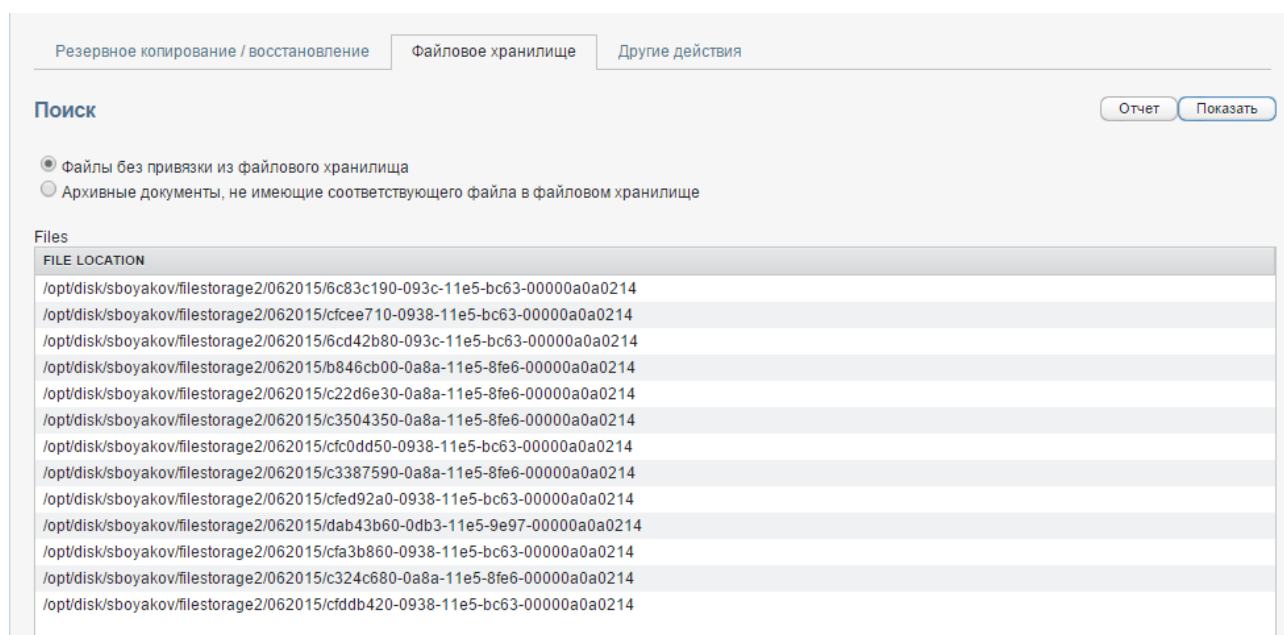 Резервное копирование / восстановление Файловое хранилище Другие действия
Поиск Отчет Показать
Файлы без привязки из файлового хранилища
Архивные документы, не имеющие соответствующего файла в файловом хранилище
Files
FILE LOCATION
/opt/disk/sboyakov/filestorage2/062015/6c83c190-093c-11e5-bc63-00000a0a0214
/opt/disk/sboyakov/filestorage2/062015/cfcee710-0938-11e5-bc63-00000a0a0214
/opt/disk/sboyakov/filestorage2/062015/6cd42b80-093c-11e5-bc63-00000a0a0214
/opt/disk/sboyakov/filestorage2/062015/b846cb00-0a8a-11e5-8fe6-00000a0a0214
/opt/disk/sboyakov/filestorage2/062015/c22d6e30-0a8a-11e5-8fe6-00000a0a0214
/opt/disk/sboyakov/filestorage2/062015/c3504350-0a8a-11e5-8fe6-00000a0a0214
/opt/disk/sboyakov/filestorage2/062015/cfc0dd50-0938-11e5-bc63-00000a0a0214
/opt/disk/sboyakov/filestorage2/062015/c3387590-0a8a-11e5-8fe6-00000a0a0214
/opt/disk/sboyakov/filestorage2/062015/cfed92a0-0938-11e5-bc63-00000a0a0214
/opt/disk/sboyakov/filestorage2/062015/dab43b60-0db3-11e5-9e97-00000a0a0214
/opt/disk/sboyakov/filestorage2/062015/cfa3b860-0938-11e5-bc63-00000a0a0214
/opt/disk/sboyakov/filestorage2/062015/c324c680-0a8a-11e5-8fe6-00000a0a0214
/opt/disk/sboyakov/filestorage2/062015/cfddb420-0938-11e5-bc63-00000a0a0214